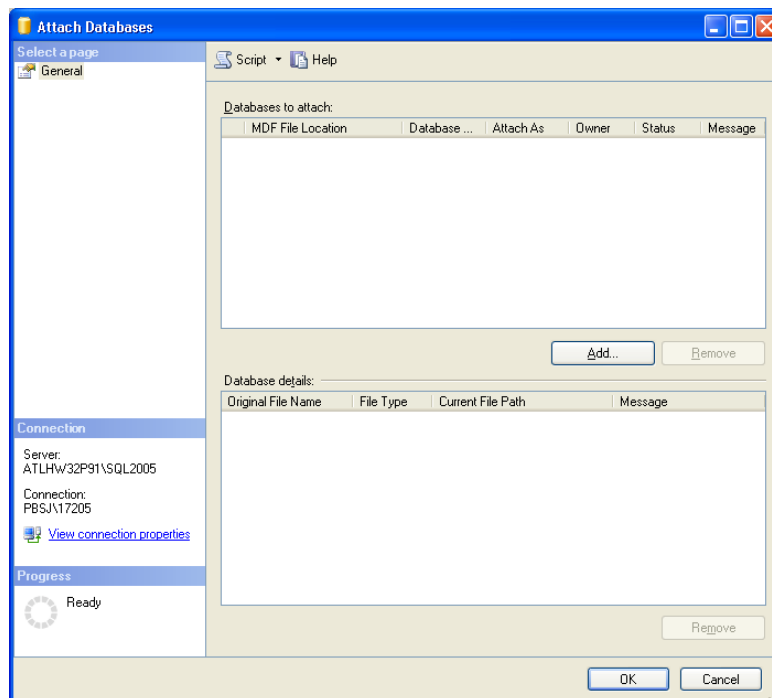 Attach Databases
Select a page
General
Script
Help
Databases to attach:
MDF File Location Database ... Attach As Owner Status Message
Add... Remove
Database details:
Original File Name File Type Current File Path Message
Connection
Server:
ATLHW32P91\SQL2005
Connection:
PBSJ\17205
View connection properties
Progress
Ready
Remove
OK Cancel